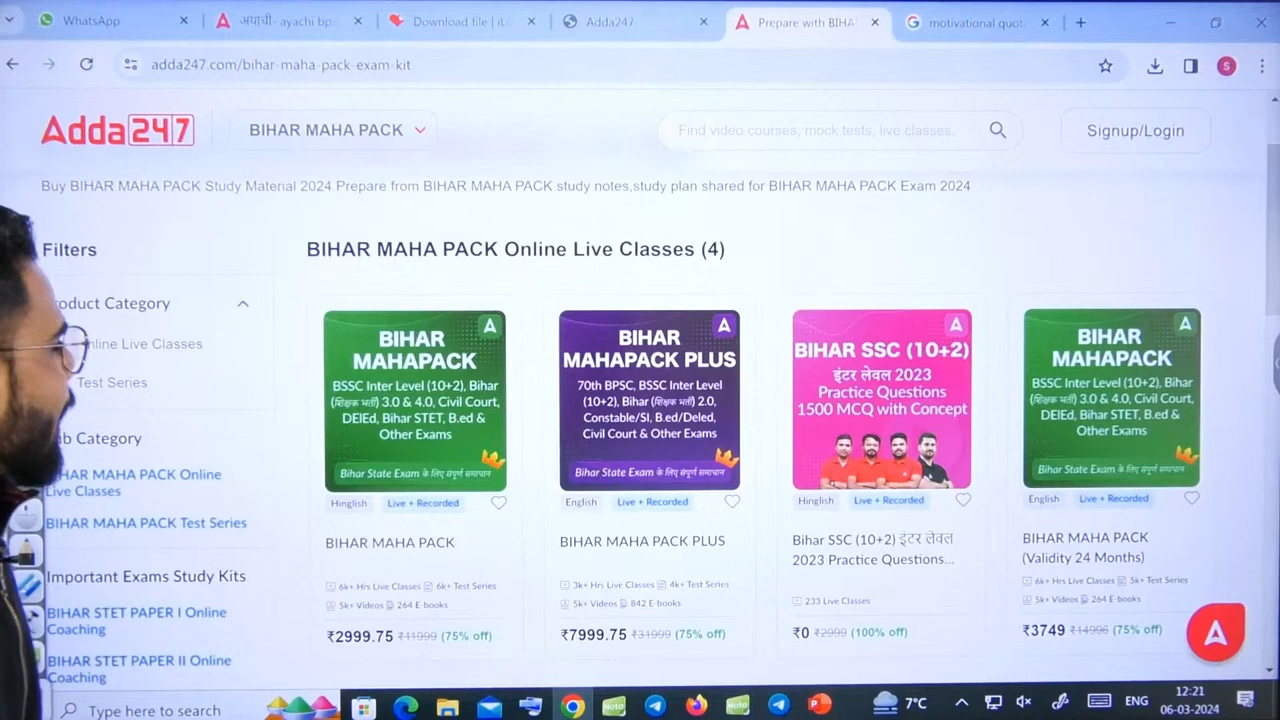 WhatsApp
अयाची- ayachi bp
Download file | iLo
Adda247
Prepare with BIHA
motivational quot
adda247.com/bihar-maha-pack-exam-kit
S
Adda247
BIHAR MAHA PACK
Find video courses, mock tests, live classes.
Signup/Login
Buy BIHAR MAHA PACK Study Material 2024 Prepare from BIHAR MAHA PACK study notes,study plan shared for BIHAR MAHA PACK Exam 2024
Filters
oduct Category
nline Live Classes
Test Series
b Category
HAR MAHA PACK Online
Live Classes
BIHAR MAHA PACK Test Series
Important Exams Study Kits
BIHAR STET PAPER I Online
Coaching
BIHAR STET PAPER II Online
Coaching
BIHAR MAHA PACK Online Live Classes (4)
BIHAR
MAHAPACK
BSSC Inter Level (10+2), Bihar
(शिक्षक भर्ती) 3.0 & 4.0, Civil Court,
DElEd, Bihar STET, B.ed &
Other Exams
Bihar State Exam के लिए संपूर्ण समाधान
Hinglish Live + Recorded
BIHAR MAHA PACK
6k+ Hrs Live Classes 6k+ Test Series
5k+ Videos 264 E-books
₹2999.75 ₹11999 (75% off)
BIHAR
MAHAPACK PLUS
70th BPSC, BSSC Inter Level
(10+2), Bihar (शिक्षक भर्ती) 2.0,
Constable/SI, B.ed/Deled,
Civil Court & Other Exams
Bihar State Exam के लिए संपूर्ण समाधान
English Live + Recorded
BIHAR MAHA PACK PLUS
3k+ Hrs Live Classes 4k+ Test Series
5k+ Videos 842 E-books
₹7999.75 ₹31999 (75% off)
BIHAR SSC (10+2)
इंटर लेवल 2023
Practice Questions
1500 MCQ with Concept
Hinglish Live + Recorded
Bihar SSC (10+2) इंटर लेवल
2023 Practice Questions...
233 Live Classes
₹0 ₹2999 (100% off)
BIHAR
MAHAPACK
BSSC Inter Level (10+2), Bihar
(शिक्षक भर्ती) 3.0 & 4.0, Civil Court,
DElEd, Bihar STET, B.ed &
Other Exams
Bihar State Exam के लिए संपूर्ण समाधान
English Live + Recorded
BIHAR MAHA PACK
(Validity 24 Months)
6k+ Hrs Live Classes 5k+ Test Series
5k+ Videos 264 E-books
₹3749 ₹14996 (75% off)
Type here to search
Note
Note
7°C
ENG
12:21
06-03-2024